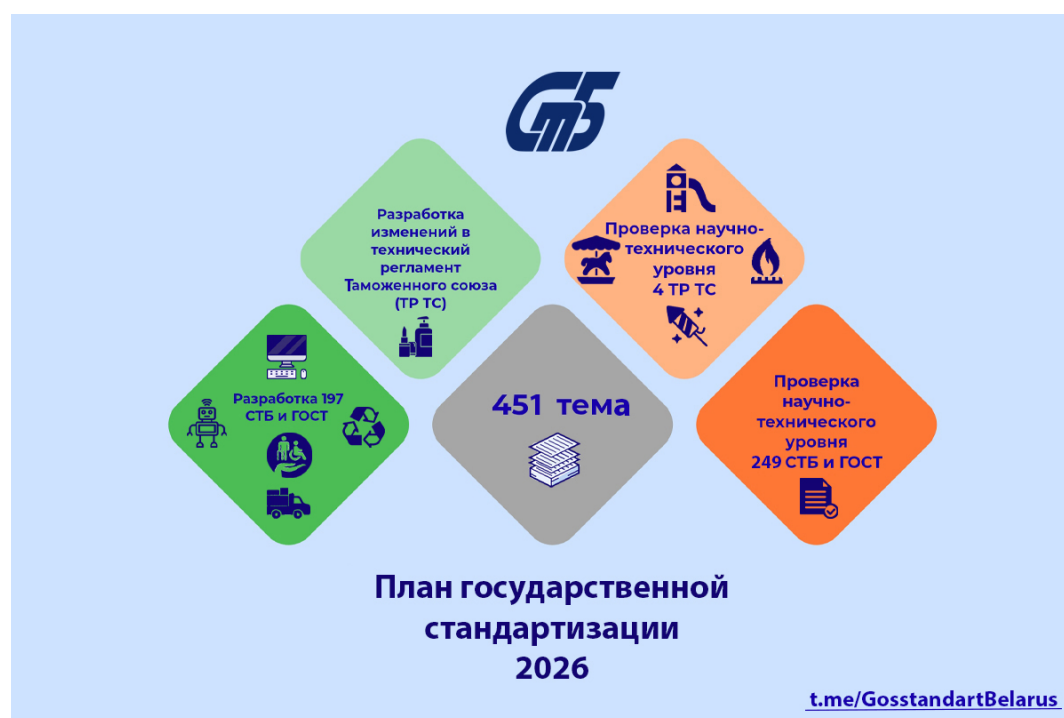 СтБ
Разработка
изменений в
технический
регламент
Таможенного союза
(ТР ТС)
Проверка научно-
технического
уровня
4 ТР ТС
Разработка 197
СТБ и ГОСТ
451 тема
Проверка
научно-
технического
уровня
249 СТБ и ГОСТ
План государственной
стандартизации
2026
t.me/GosstandartBelarus